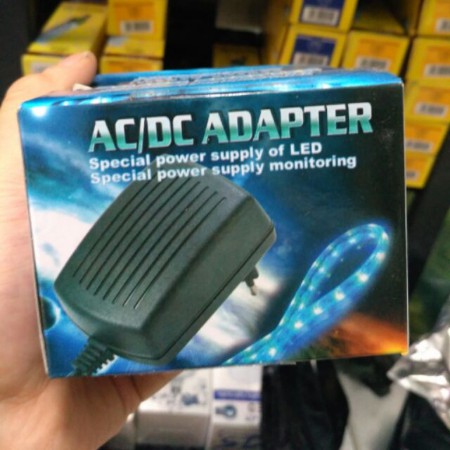 AC/DC ADAPTER
Special power supply of LED
Special power supply monitoring